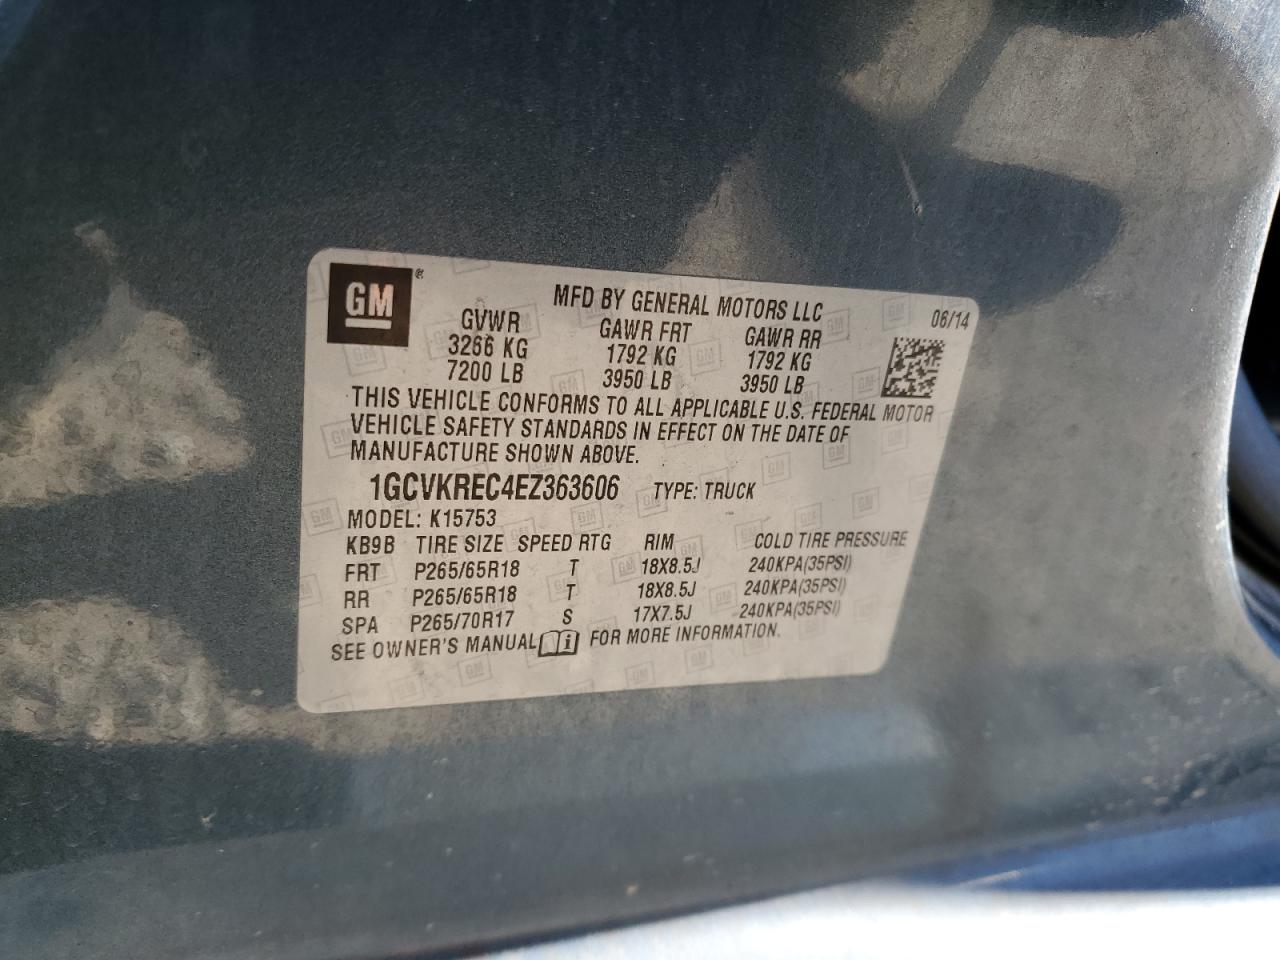 GM®
MFD BY GENERAL MOTORS LLC
06/14
GVWR GAWR FRT GAWR RR
3266 KG 1792 KG 1792 KG
7200 LB 3950 LB 3950 LB
THIS VEHICLE CONFORMS TO ALL APPLICABLE U.S. FEDERAL MOTOR
VEHICLE SAFETY STANDARDS IN EFFECT ON THE DATE OF
MANUFACTURE SHOWN ABOVE.
1GCVKREC4EZ363606 TYPE: TRUCK
MODEL: K15753
KB9B TIRE SIZE SPEED RTG RIM COLD TIRE PRESSURE
FRT P265/65R18 T 18X8.5J 240KPA(35PSI)
RR P265/65R18 T 18X8.5J 240KPA(35PSI)
SPA P265/70R17 S 17X7.5J 240KPA(35PSI)
SEE OWNER'S MANUAL FOR MORE INFORMATION.